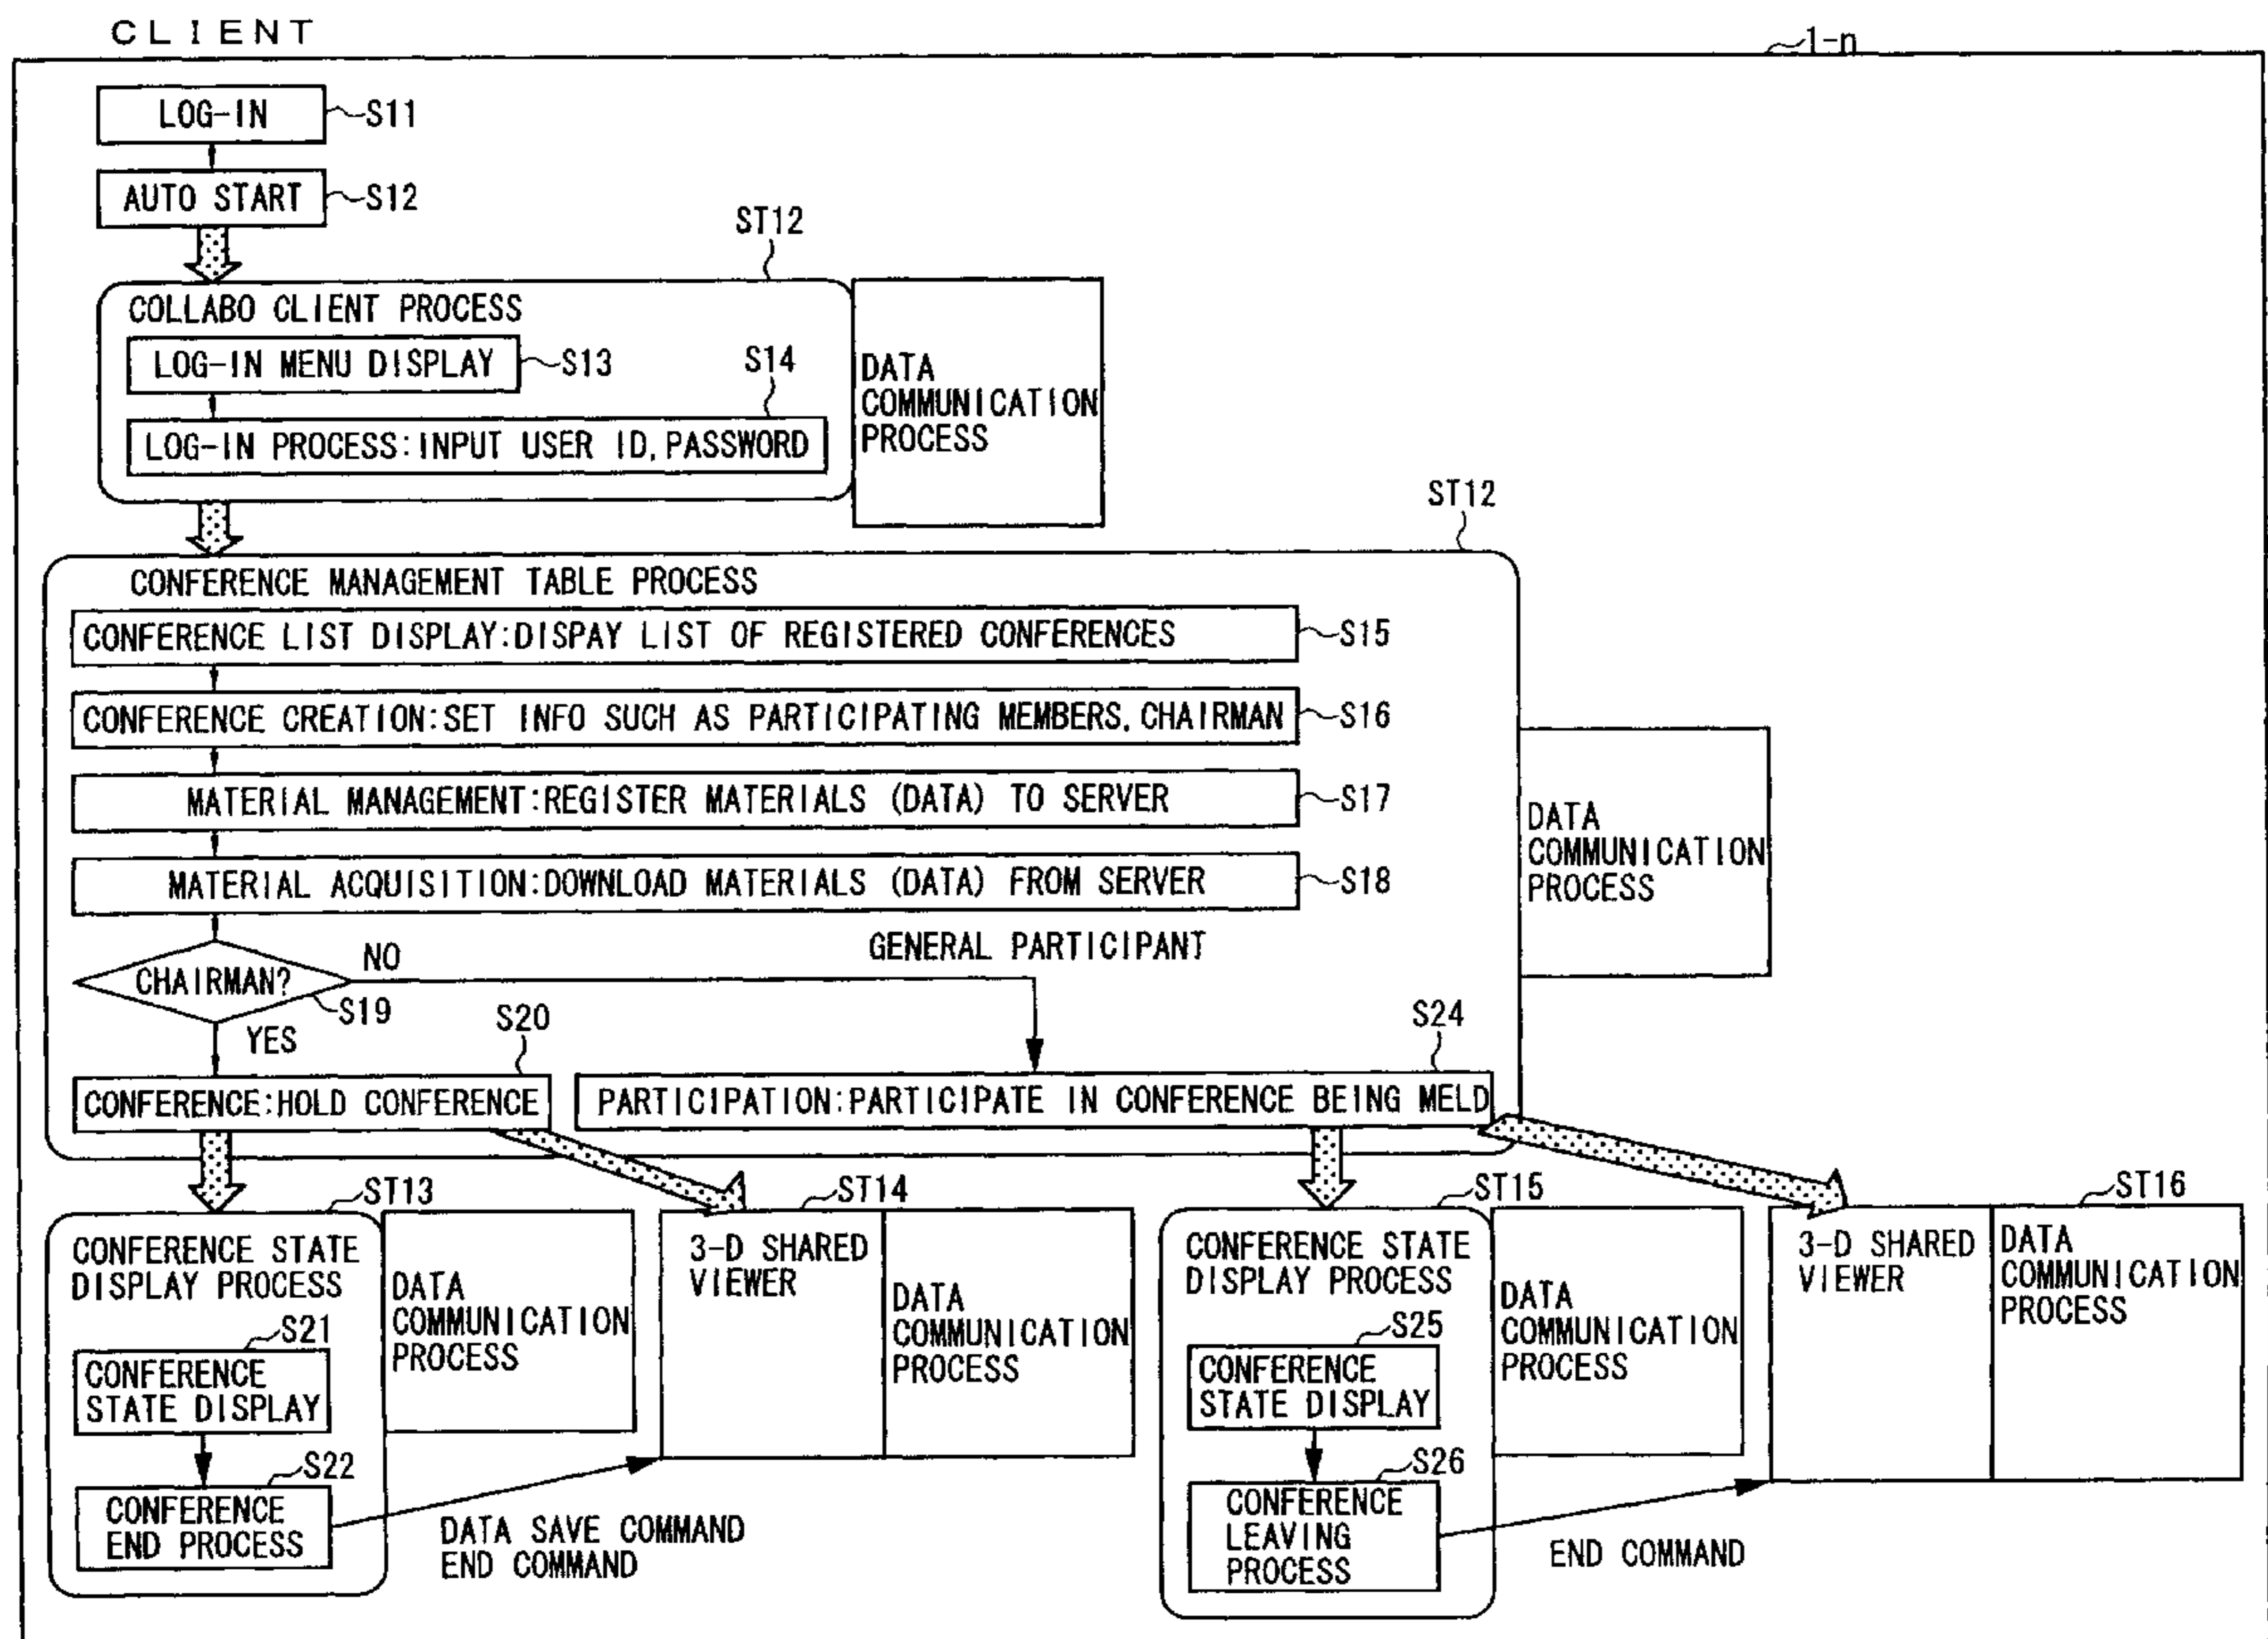 CLIENT
1-n
LOG-IN
S11
AUTO START
S12
ST12
COLLABO CLIENT PROCESS
LOG-IN MENU DISPLAY
S13
S14
LOG-IN PROCESS:INPUT USER ID,PASSWORD
DATA
COMMUNICATION
PROCESS
ST12
CONFERENCE MANAGEMENT TABLE PROCESS
CONFERENCE LIST DISPLAY:DISPAY LIST OF REGISTERED CONFERENCES
S15
CONFERENCE CREATION:SET INFO SUCH AS PARTICIPATING MEMBERS,CHAIRMAN
S16
MATERIAL MANAGEMENT:REGISTER MATERIALS (DATA) TO SERVER
S17
MATERIAL ACQUISITION:DOWNLOAD MATERIALS (DATA) FROM SERVER
S18
DATA
COMMUNICATION
PROCESS
CHAIRMAN?
S19
NO
GENERAL PARTICIPANT
YES
S20
S24
CONFERENCE:HOLD CONFERENCE
PARTICIPATION:PARTICIPATE IN CONFERENCE BEING MELD
ST13
CONFERENCE STATE
DISPLAY PROCESS
S21
CONFERENCE
STATE DISPLAY
S22
CONFERENCE
END PROCESS
DATA
COMMUNICATION
PROCESS
DATA SAVE COMMAND
END COMMAND
ST14
3-D SHARED
VIEWER
DATA
COMMUNICATION
PROCESS
ST15
CONFERENCE STATE
DISPLAY PROCESS
S25
CONFERENCE
STATE DISPLAY
S26
CONFERENCE
LEAVING
PROCESS
DATA
COMMUNICATION
PROCESS
END COMMAND
ST16
3-D SHARED
VIEWER
DATA
COMMUNICATION
PROCESS